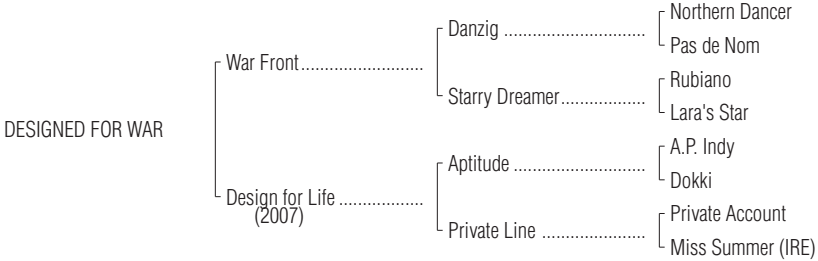 Northern Dancer
Danzig ..............................
Pas de Nom
War Front..........................
Rubiano
Starry Dreamer..................
Lara's Star
DESIGNED FOR WAR
A.P. Indy
Aptitude ............................
Dokki
Design for Life ..................
(2007)
Private Account
Private Line ......................
Miss Summer (IRE)